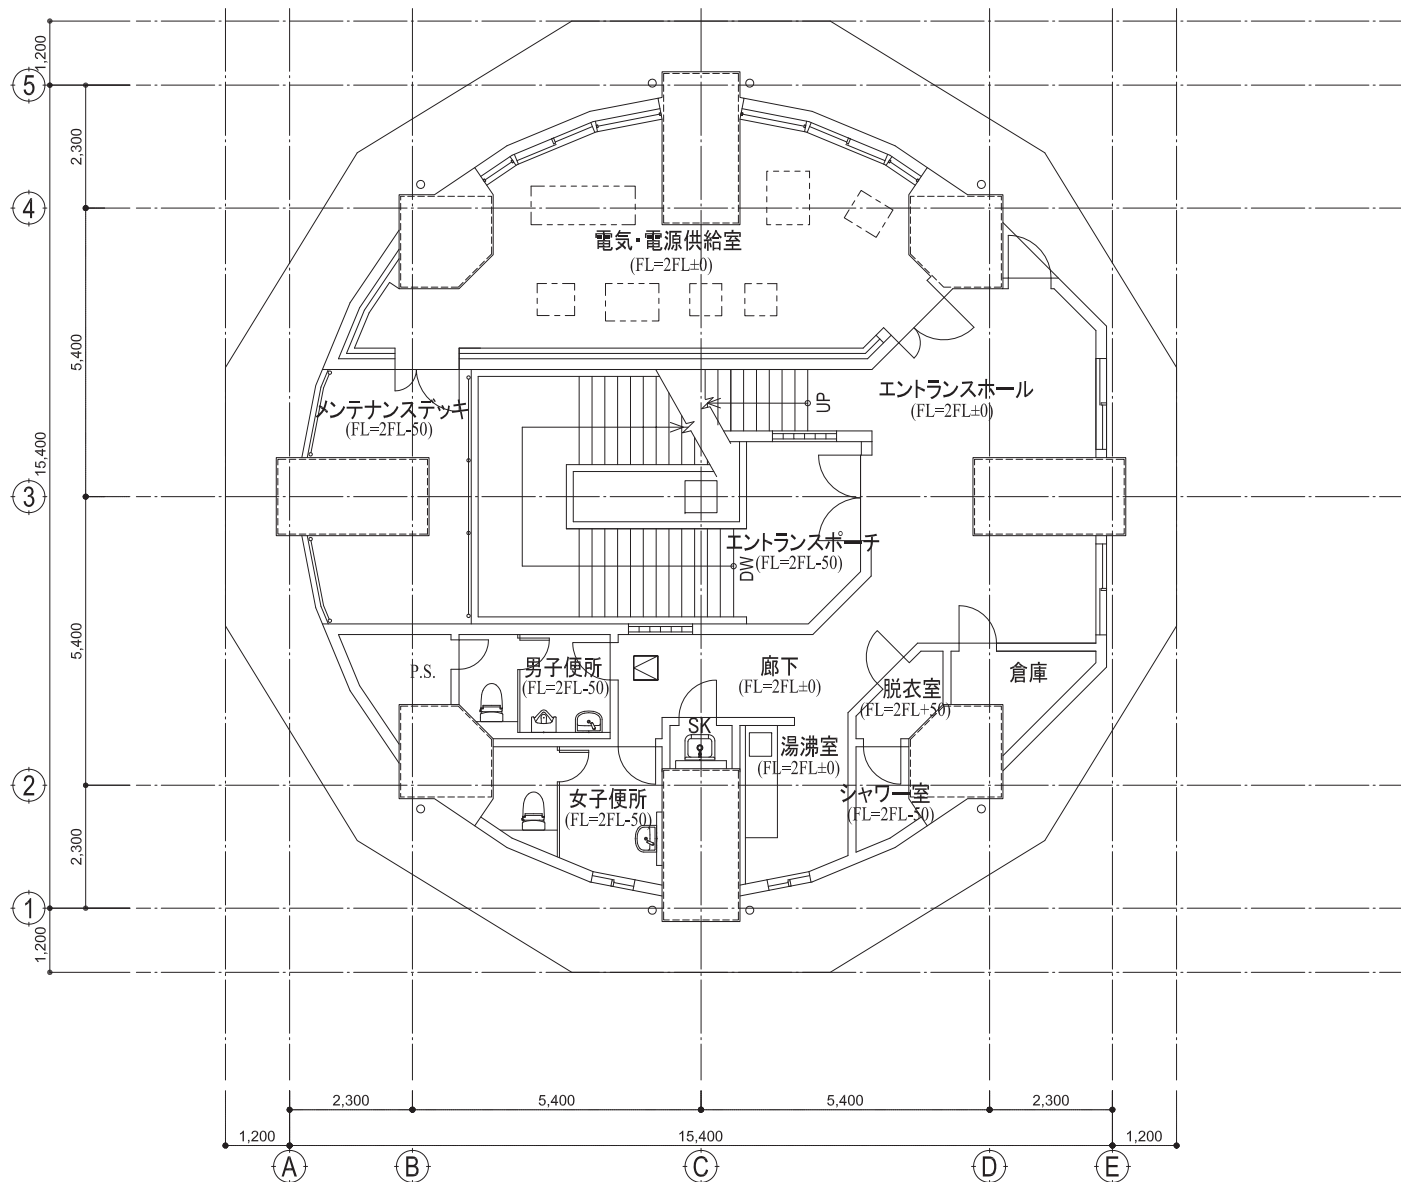 1,200
5
2,300
4
電気・電源供給室
(FL=2FL±0)
5,400
メンテナンスデッキ
(FL=2FL-50)
UP
エントランスホール
(FL=2FL±0)
15,400
3
エントランスポーチ
(FL=2FL-50)
DW
5,400
P.S.
男子便所
(FL=2FL-50)
廊下
(FL=2FL±0)
脱衣室
(FL=2FL+50)
倉庫
SK
湯沸室
(FL=2FL±0)
2
女子便所
(FL=2FL-50)
シャワー室
(FL=2FL-50)
2,300
1
1,200
2,300
5,400
5,400
2,300
1,200
15,400
1,200
A
B
C
D
E